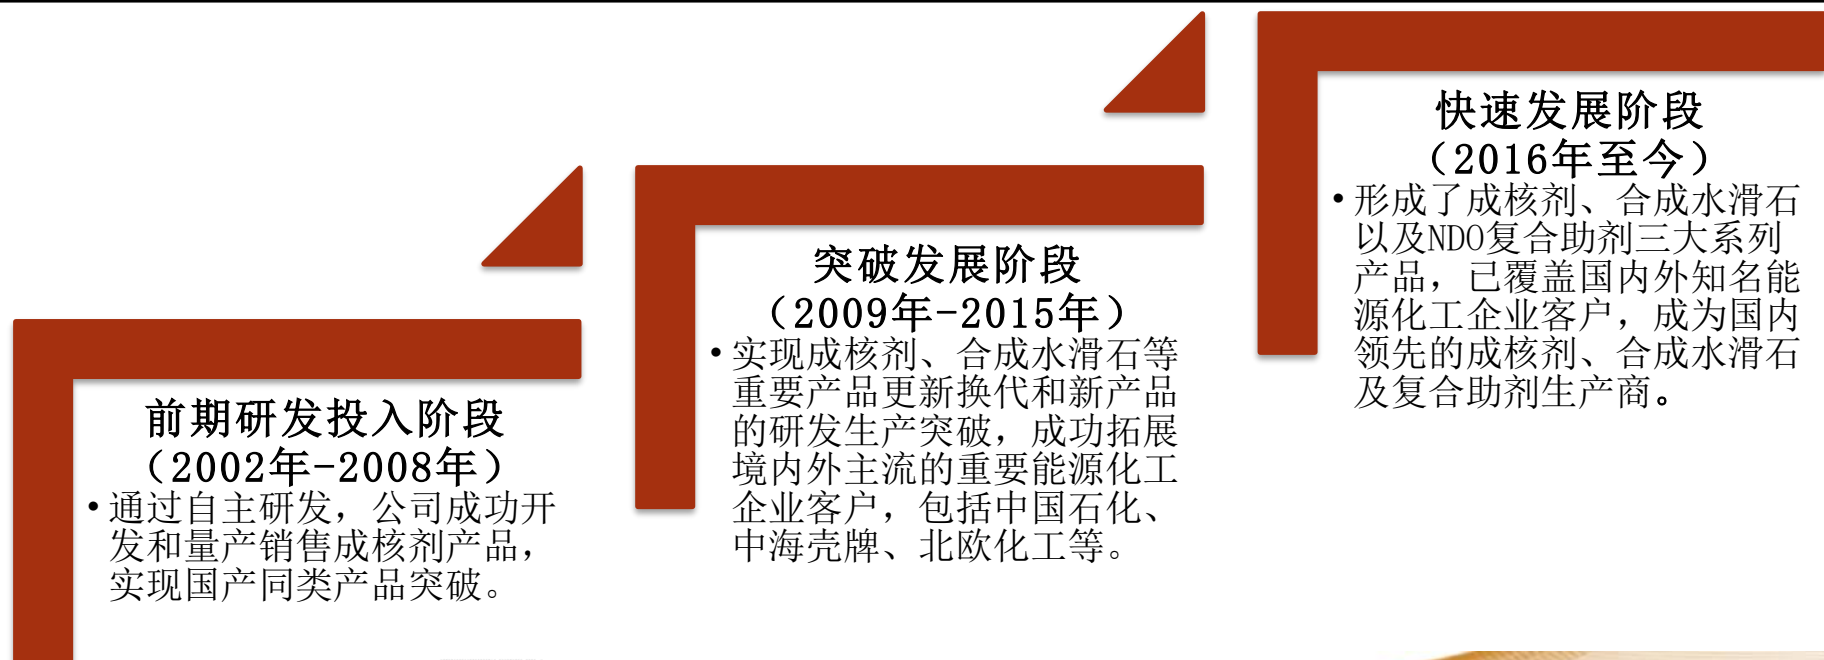 前期研发投入阶段
（2002年-2008年）
•通过自主研发，公司成功开
发和量产销售成核剂产品，
实现国产同类产品突破。
突破发展阶段
（2009年-2015年）
•实现成核剂、合成水滑石等
重要产品更新换代和新产品
的研发生产突破，成功拓展
境内外主流的重要能源化工
企业客户，包括中国石化、
中海壳牌、北欧化工等。
快速发展阶段
（2016年至今）
•形成了成核剂、合成水滑石
以及NDO复合助剂三大系列
产品，已覆盖国内外知名能
源化工企业客户，成为国内
领先的成核剂、合成水滑石
及复合助剂生产商。